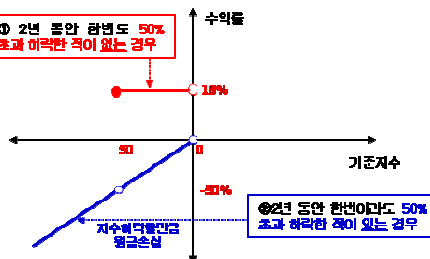 수익률
① 2년 동안 한번도 50%
초과 하락한 적이 없는 경우
16%
50
0
기준지수
-50%
지수하락률만큼
원금손실
②2년 동안 한번이라도 50%
초과 하락한 적이 있는 경우